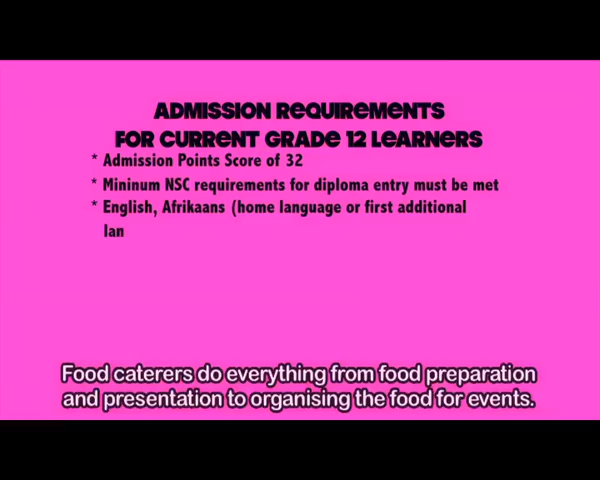 ADMISSION REQUIREMENTS
FOR CURRENT GRADE 12 LEARNERS
* Admission Points Score of 32
* Mininum NSC requirements for diploma entry must be met
* English, Afrikaans (home language or first additional
lan
Food caterers do everything from food preparation
and presentation to organising the food for events.